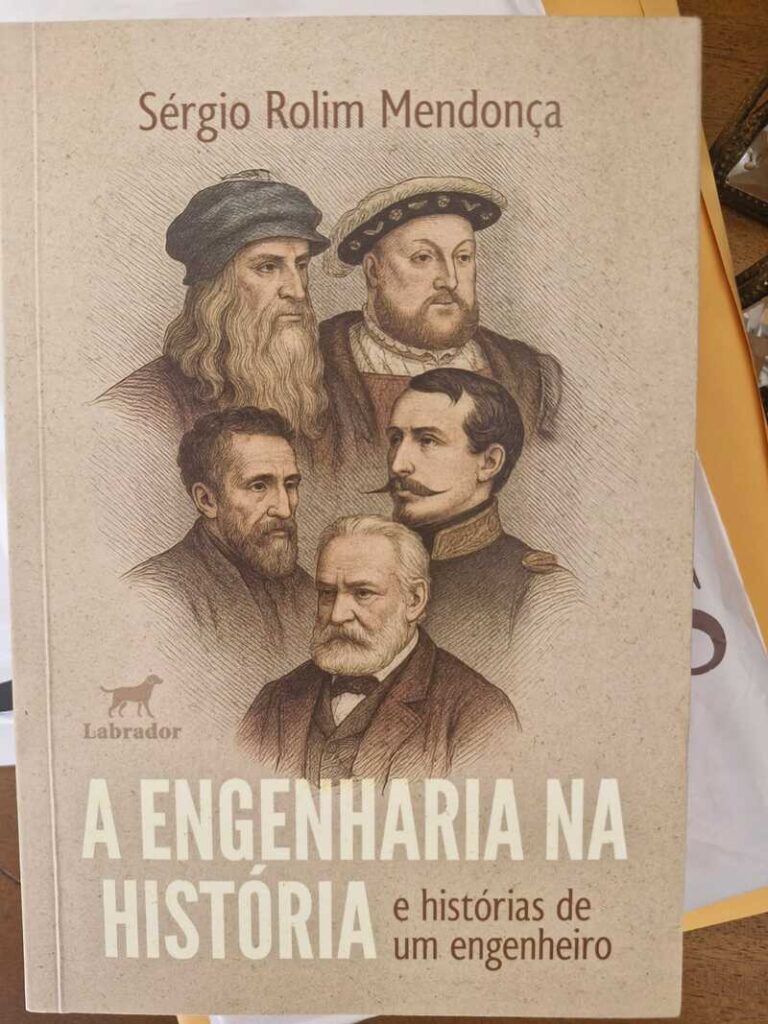 Sérgio Rolim Mendonça
Labrador
A ENGENHARIA NA
HISTÓRIA
e histórias de
um engenheiro